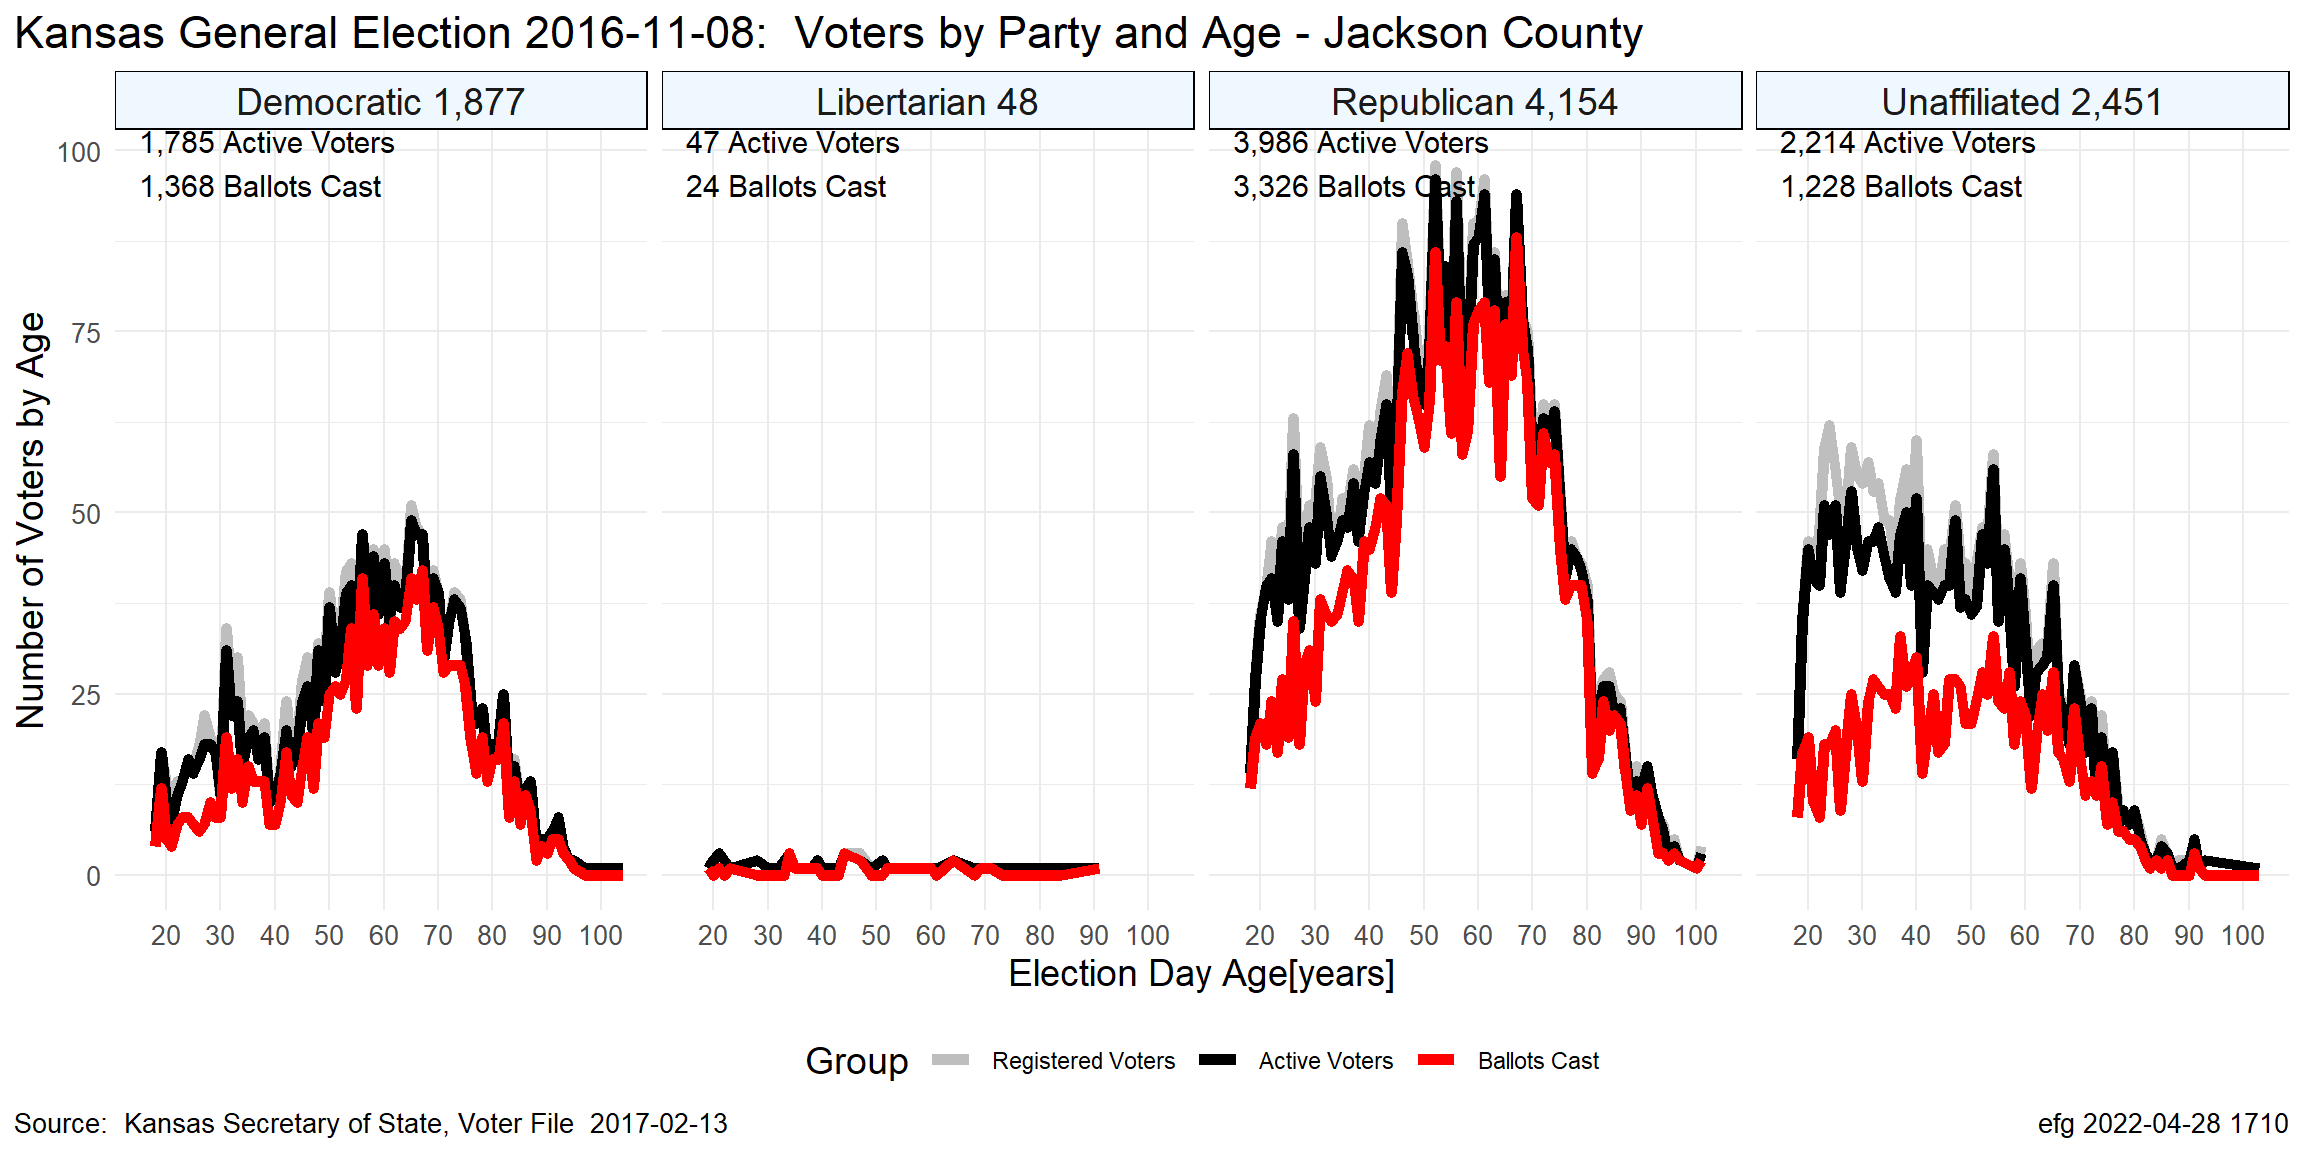 Kansas General Election 2016-11-08:  Voters by Party and Age - Jackson County
Democratic 1,877
Libertarian 48
Republican 4,154
Unaffiliated 2,451
1,785 Active Voters
1,368 Ballots Cast
47 Active Voters
24 Ballots Cast
3,986 Active Voters
3,326 Ballots Cast
2,214 Active Voters
1,228 Ballots Cast
Number of Voters by Age
100
75
50
25
0
20 30 40 50 60 70 80 90 100
20 30 40 50 60 70 80 90 100
20 30 40 50 60 70 80 90 100
20 30 40 50 60 70 80 90 100
Election Day Age[years]
Group Registered Voters Active Voters Ballots Cast
Source:  Kansas Secretary of State, Voter File  2017-02-13
efg 2022-04-28 1710